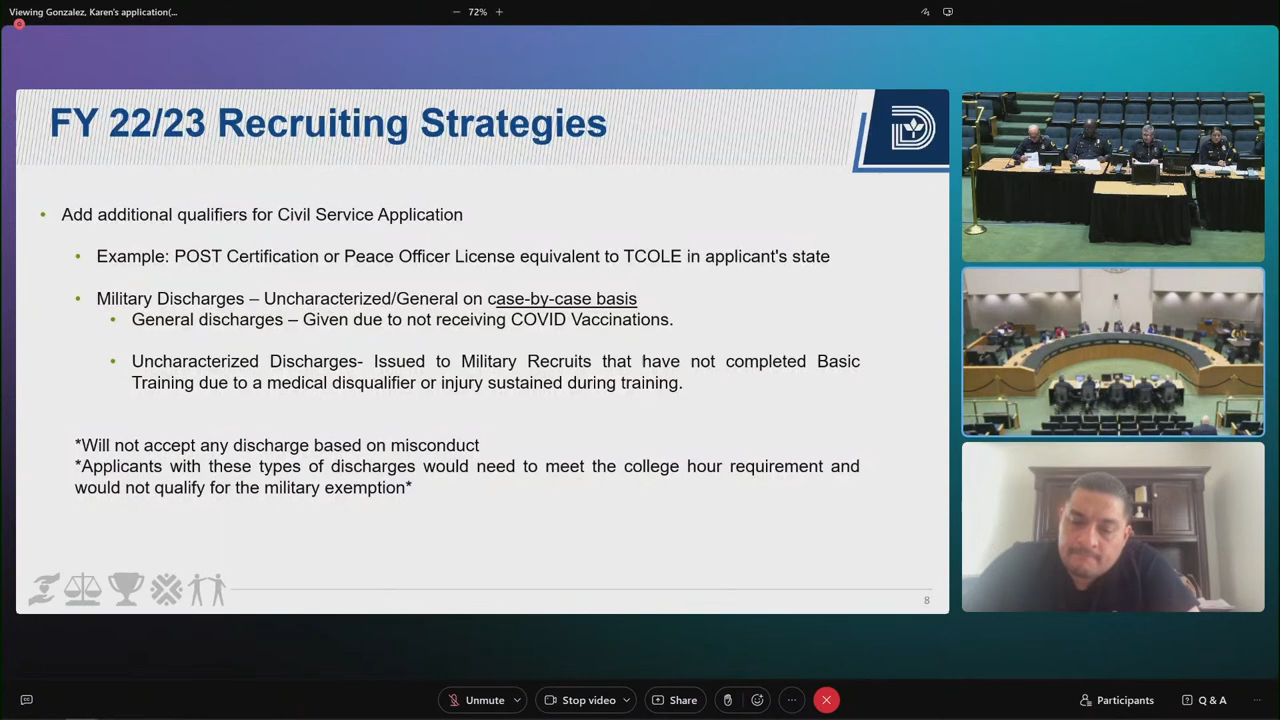 Viewing Gonzalez, Karen's application(...
72%
FY 22/23 Recruiting Strategies
Add additional qualifiers for Civil Service Application
Example: POST Certification or Peace Officer License equivalent to TCOLE in applicant's state
Military Discharges – Uncharacterized/General on case-by-case basis
General discharges – Given due to not receiving COVID Vaccinations.
Uncharacterized Discharges- Issued to Military Recruits that have not completed Basic
Training due to a medical disqualifier or injury sustained during training.
*Will not accept any discharge based on misconduct
*Applicants with these types of discharges would need to meet the college hour requirement and
would not qualify for the military exemption*
8
Unmute
Stop video
Share
Participants
Q & A